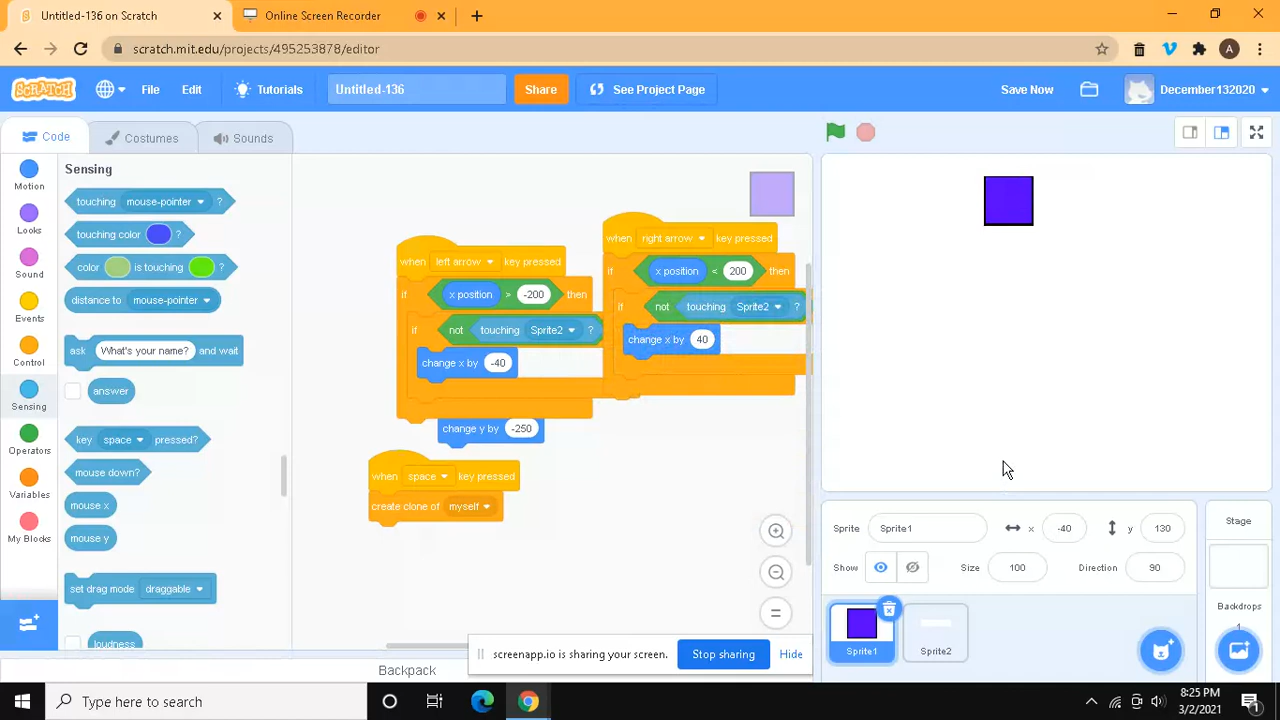 Untitled-136 on Scratch
Online Screen Recorder
scratch.mit.edu/projects/495253878/editor
A
SCRATCH
File
Edit
Tutorials
Untitled-136
Share
See Project Page
Save Now
December132020
Code
Costumes
Sounds
Motion
Looks
Sound
Events
Control
Sensing
Operators
Variables
My Blocks
Sensing
touching mouse-pointer ?
touching color ?
color is touching ?
distance to mouse-pointer
ask What's your name? and wait
answer
key space pressed?
mouse down?
mouse x
mouse y
set drag mode draggable
loudness
when left arrow key pressed
if x position > -200 then
if not touching Sprite2 ?
change x by -40
change y by -250
when space key pressed
create clone of myself
when right arrow key pressed
if x position < 200 then
if not touching Sprite2 ?
change x by 40
Sprite Sprite1 x -40 y 130
Show Size 100 Direction 90
Sprite1
Sprite2
Stage
Backdrops
1
screenapp.io is sharing your screen.
Stop sharing
Hide
Backpack
Type here to search
8:25 PM
3/2/2021
1